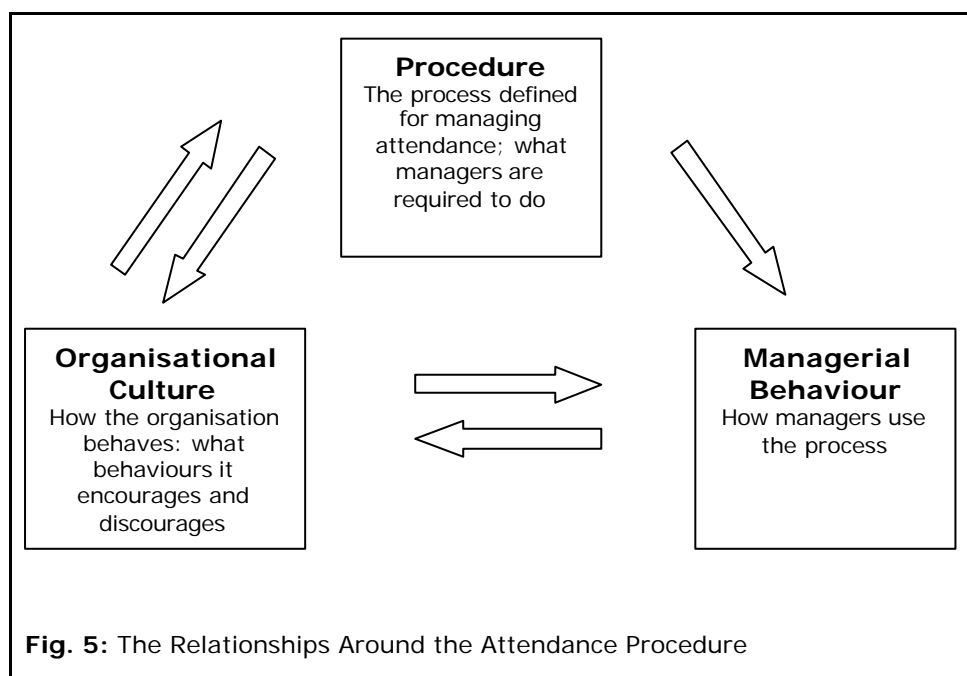 Procedure
The process defined
for managing
attendance; what
managers are
required to do
Organisational
Culture
How the organisation
behaves: what
behaviours it
encourages and
discourages
Managerial
Behaviour
How managers use
the process
Fig. 5: The Relationships Around the Attendance Procedure